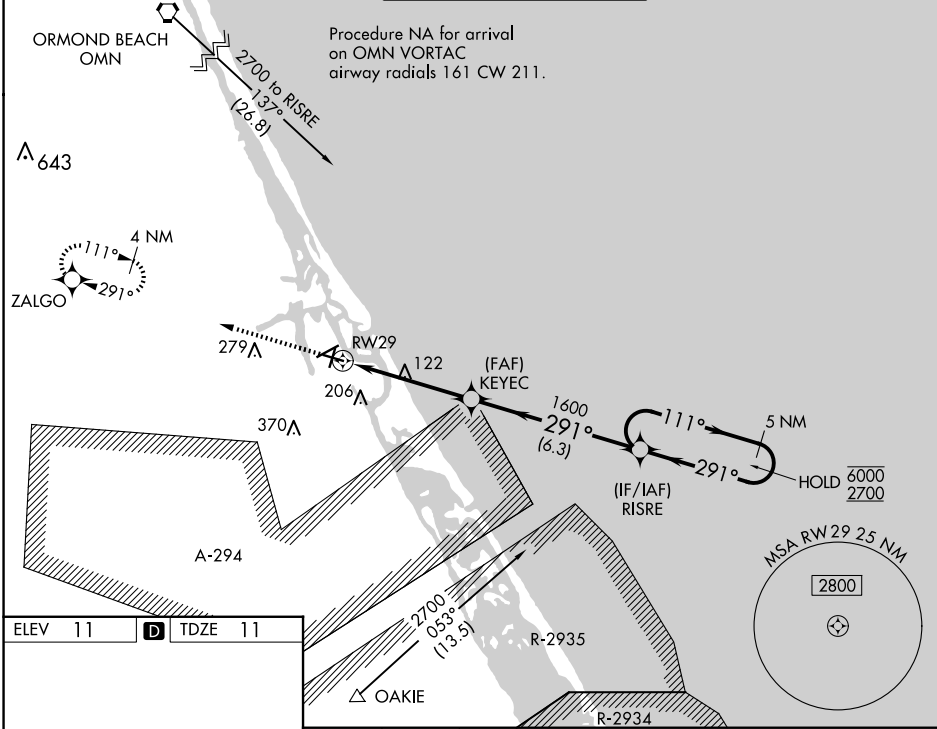 ORMOND BEACH
OMN
Procedure NA for arrival
on OMN VORTAC
airway radials 161 CW 211.
2700 to RISRE
137°
(26.8)
643
4 NM
111°
291°
ZALGO
RW29
279
122
206
(FAF)
KEYEC
370
1600
291°
(6.3)
111°
5 NM
291°
HOLD 6000
2700
(IF/IAF)
RISRE
A-294
MSA RW29 25 NM
2800
2700
053°
(13.5)
R-2935
ELEV 11 D TDZE 11
OAKIE
R-2934